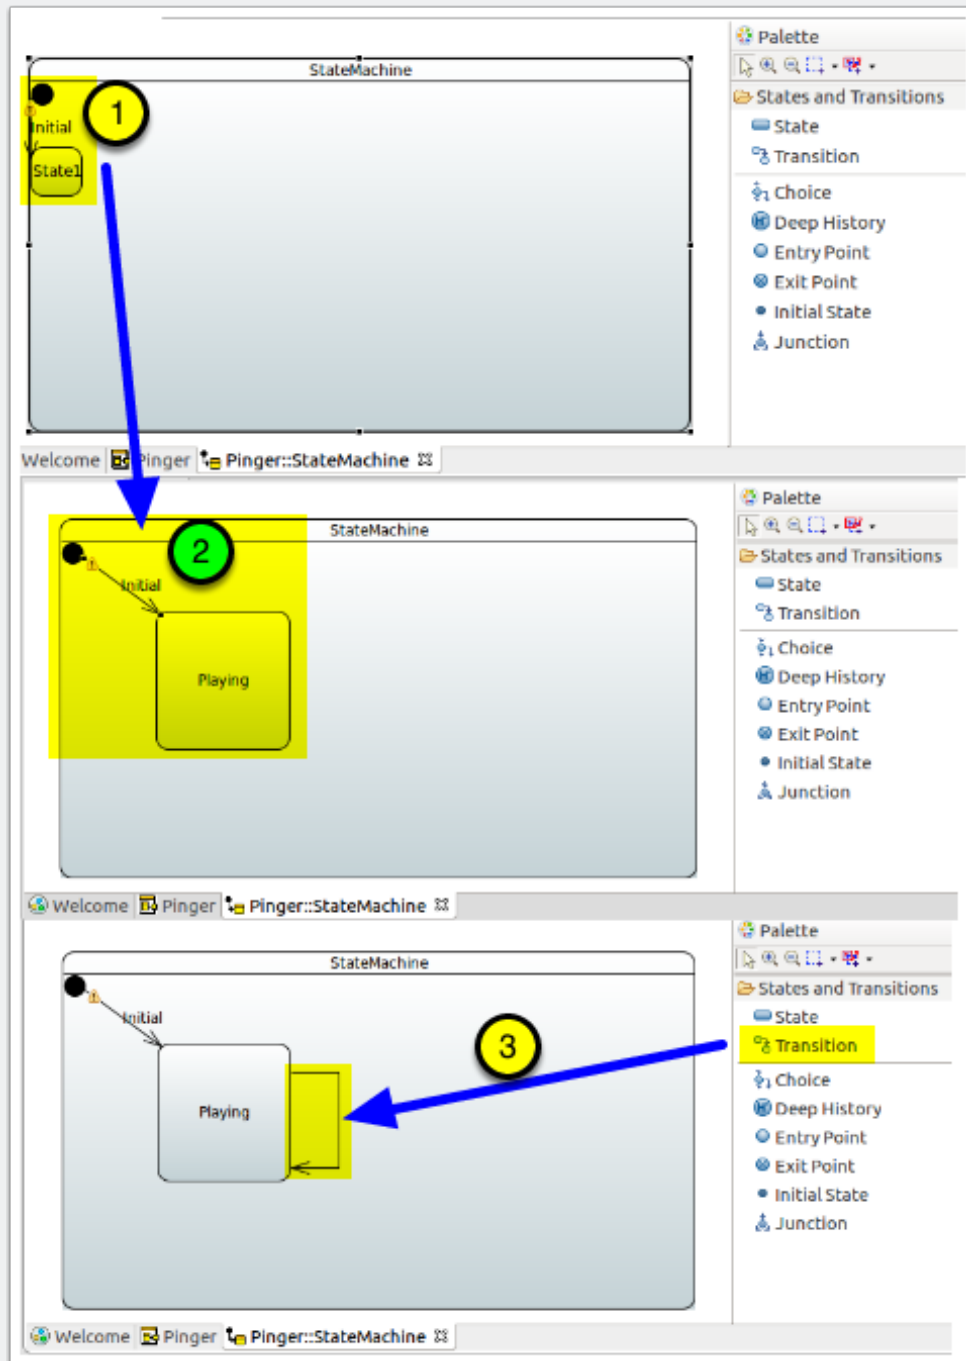 StateMachine
1
Initial
State1
Palette
States and Transitions
State
Transition
Choice
Deep History
Entry Point
Exit Point
Initial State
Junction
Welcome Pinger Pinger::StateMachine
StateMachine
2
Initial
Playing
Palette
States and Transitions
State
Transition
Choice
Deep History
Entry Point
Exit Point
Initial State
Junction
Welcome Pinger Pinger::StateMachine
StateMachine
Initial
Playing
3
Palette
States and Transitions
State
Transition
Choice
Deep History
Entry Point
Exit Point
Initial State
Junction
Welcome Pinger Pinger::StateMachine